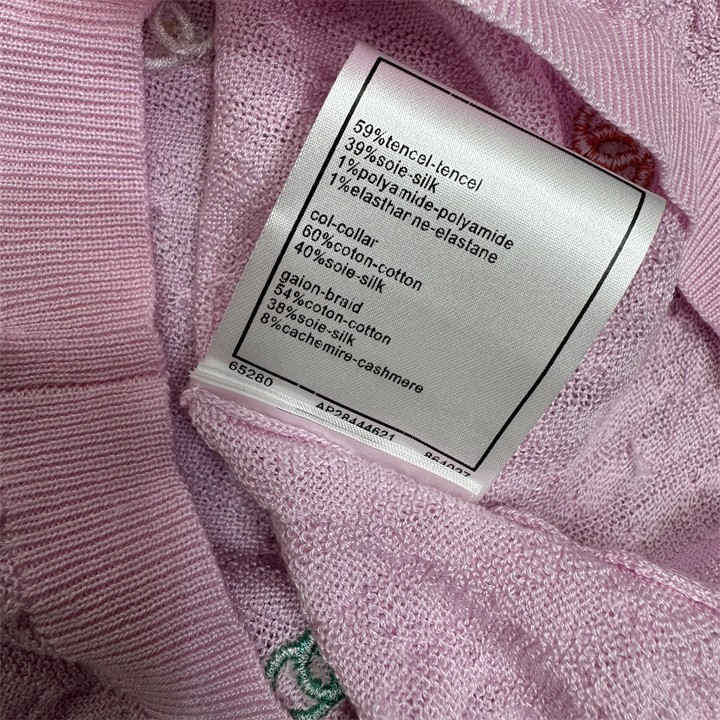 59%tencel-tencel
39%soie-silk
1%polyamide-polyamide
1%elasthanne-elastane
col-collar
60%coton-cotton
40%soie-silk
galon-braid
54%coton-cotton
38%soie-silk
8%cachemire-cashmere
65280
AP28444621